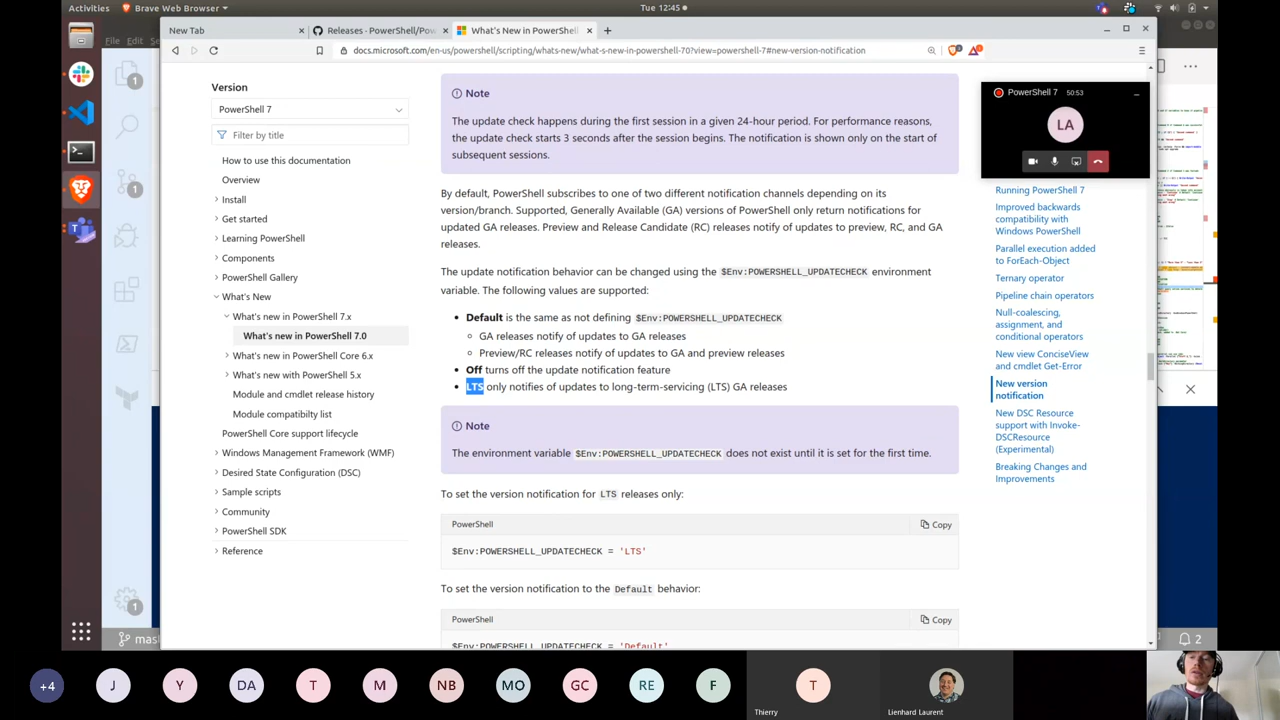 Activities
Brave Web Browser
Tue 12:45
New Tab
Releases · PowerShell/Pow
What's New in PowerShell
docs.microsoft.com/en-us/powershell/scripting/whats-new/what-s-new-in-powershell-70?view=powershell-7#new-version-notification
File
Edit
Version
PowerShell 7
Filter by title
How to use this documentation
Overview
Install
Get started
Learning PowerShell
Components
PowerShell Gallery
What's New
What's new in PowerShell 7.x
What's new in PowerShell 7.0
What's new in PowerShell Core 6.x
What's new with PowerShell 5.x
Module and cmdlet release history
Module compatibility list
PowerShell Core support lifecycle
Windows Management Framework (WMF)
Desired State Configuration (DSC)
Sample scripts
Community
PowerShell SDK
Reference
Note
The update check happens during the first session in a given 24-hour period. For performance reasons,
the check starts 3 seconds after the session begins. The notification is shown only on the start of
subsequent sessions.
By default, PowerShell subscribes to one of two different notification channels depending on its
version/branch. Supported, Generally Available (GA) versions of PowerShell only return notifications for
updated GA releases. Preview and Release Candidate (RC) releases notify of updates to preview, RC, and GA
releases.
The update notification behavior can be changed using the $Env:POWERSHELL_UPDATECHECK environment
variable. The following values are supported:
Default is the same as not defining $Env:POWERSHELL_UPDATECHECK
GA releases notify of updates to GA releases
Preview/RC releases notify of updates to GA and preview releases
Off turns off the update notification feature
LTS only notifies of updates to long-term-servicing (LTS) GA releases
Note
The environment variable $Env:POWERSHELL_UPDATECHECK does not exist until it is set for the first time.
To set the version notification for LTS releases only:
PowerShell
Copy
$Env:POWERSHELL_UPDATECHECK = 'LTS'
To set the version notification to the Default behavior:
PowerShell
Copy
$Env:POWERSHELL_UPDATECHECK = 'Default'
PowerShell 7
50:53
LA
Running PowerShell 7
Improved backwards
compatibility with
Windows PowerShell
Parallel execution added
to ForEach-Object
Ternary operator
Pipeline chain operators
Null-coalescing,
assignment, and
conditional operators
New view ConciseView
and cmdlet Get-Error
New version
notification
New DSC Resource
support with Invoke-
DSCResource
(Experimental)
Breaking Changes and
Improvements
1
1
1
mas
2
+4
J
Y
DA
T
M
NB
MO
GC
RE
F
T
Thierry
Lienhard Laurent